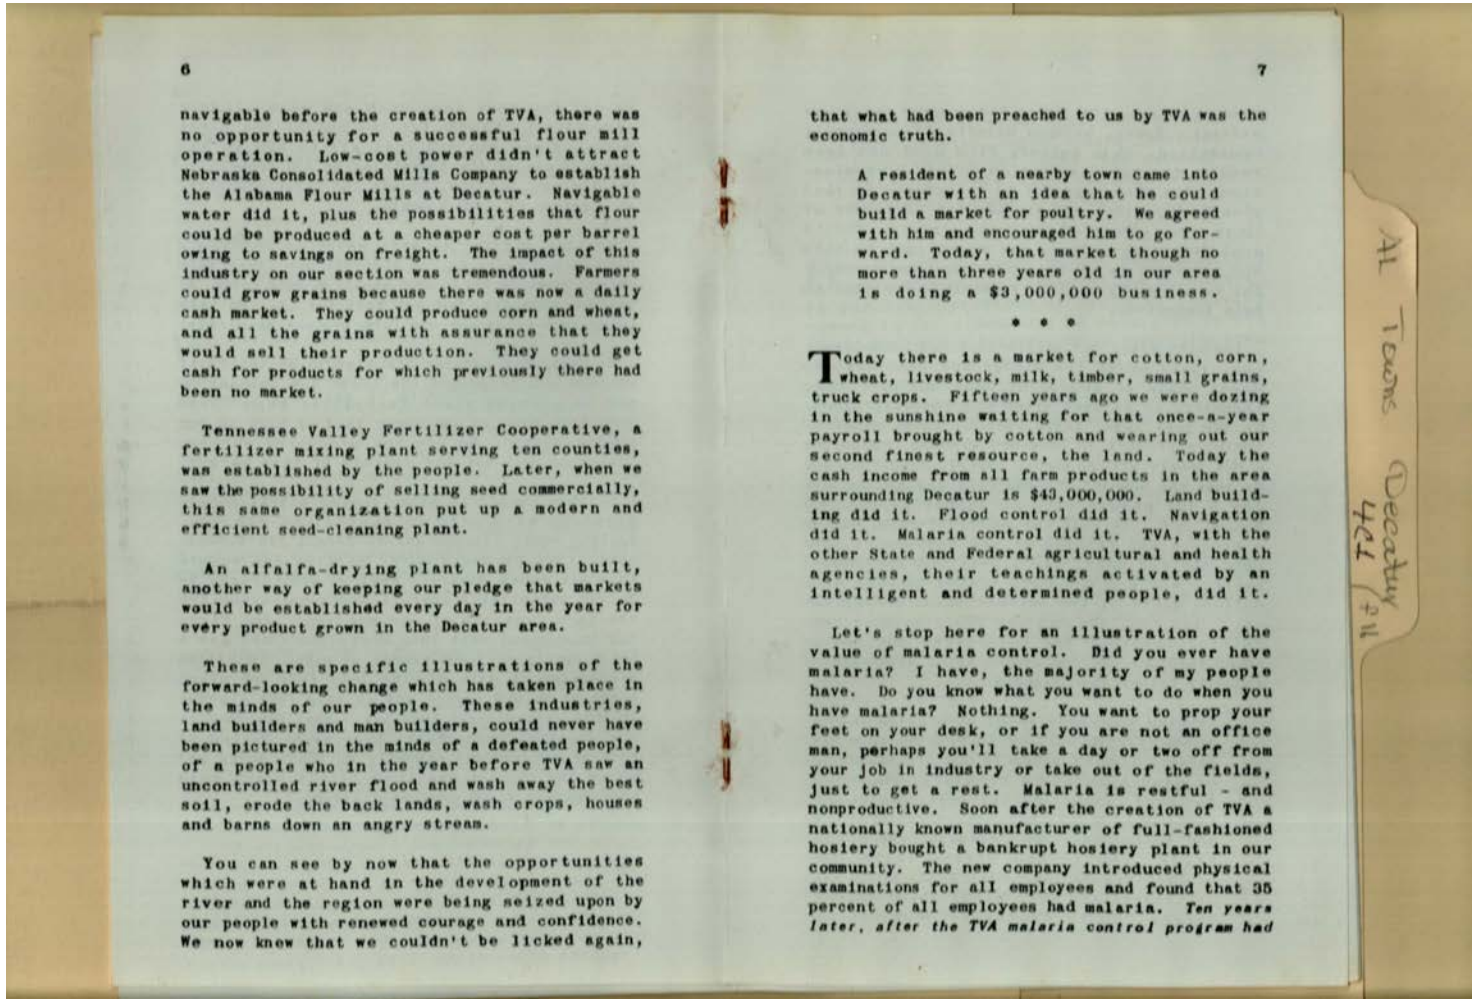 6
navigable before the creation of TVA, there was
no opportunity for a successful flour mill
operation. Low-cost power didn't attract
Nebraska Consolidated Mills Company to establish
the Alabama Flour Mills at Decatur. Navigable
water did it, plus the possibilities that flour
could be produced at a cheaper cost per barrel
owing to savings on freight. The impact of this
industry on our section was tremendous. Farmers
could grow grains because there was now a daily
cash market. They could produce corn and wheat,
and all the grains with assurance that they
would sell their production. They could get
cash for products for which previously there had
been no market.
Tennessee Valley Fertilizer Cooperative, a
fertilizer mixing plant serving ten counties,
was established by the people. Later, when we
saw the possibility of selling seed commercially,
this same organization put up a modern and
efficient seed-cleaning plant.
An alfalfa-drying plant has been built,
another way of keeping our pledge that markets
would be established every day in the year for
every product grown in the Decatur area.
These are specific illustrations of the
forward-looking change which has taken place in
the minds of our people. These industries,
land builders and man builders, could never have
been pictured in the minds of a defeated people,
of a people who in the year before TVA saw an
uncontrolled river flood and wash away the best
soil, erode the back lands, wash crops, houses
and barns down an angry stream.
You can see by now that the opportunities
which were at hand in the development of the
river and the region were being seized upon by
our people with renewed courage and confidence.
We now knew that we couldn't be licked again,
7
that what had been preached to us by TVA was the
economic truth.
A resident of a nearby town came into
Decatur with an idea that he could
build a market for poultry. We agreed
with him and encouraged him to go for-
ward. Today, that market though no
more than three years old in our area
is doing a $3,000,000 business.
* * *
Today there is a market for cotton, corn,
wheat, livestock, milk, timber, small grains,
truck crops. Fifteen years ago we were dozing
in the sunshine waiting for that once-a-year
payroll brought by cotton and wearing out our
second finest resource, the land. Today the
cash income from all farm products in the area
surrounding Decatur is $43,000,000. Land build-
ing did it. Flood control did it. Navigation
did it. Malaria control did it. TVA, with the
other State and Federal agricultural and health
agencies, their teachings activated by an
intelligent and determined people, did it.
Let's stop here for an illustration of the
value of malaria control. Did you ever have
malaria? I have, the majority of my people
have. Do you know what you want to do when you
have malaria? Nothing. You want to prop your
feet on your desk, or if you are not an office
man, perhaps you'll take a day or two off from
your job in industry or take out of the fields,
just to get a rest. Malaria is restful - and
nonproductive. Soon after the creation of TVA a
nationally known manufacturer of full-fashioned
hosiery bought a bankrupt hosiery plant in our
community. The new company introduced physical
examinations for all employees and found that 35
percent of all employees had malaria. Ten years
later, after the TVA malaria control program had
AL Towns Decatur